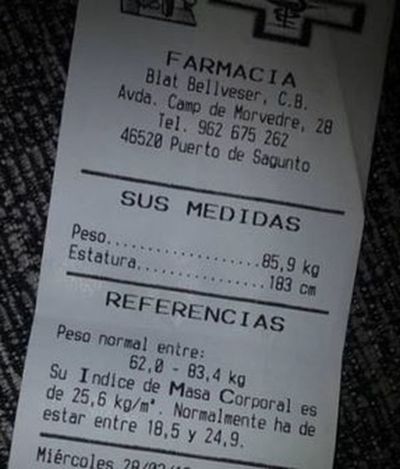 FARMACIA
Blat Bellveser, C.B.
Avda. Camp de Morvedre, 28
Tel. 962 675 262
46520 Puerto de Sagunto
SUS MEDIDAS
Peso...................85,9 kg
Estatura................183 cm
REFERENCIAS
Peso normal entre:
62,0 - 83,4 kg
Su Indice de Masa Corporal es
de 25,6 kg/m². Normalmente ha de
estar entre 18,5 y 24,9.
Miércoles